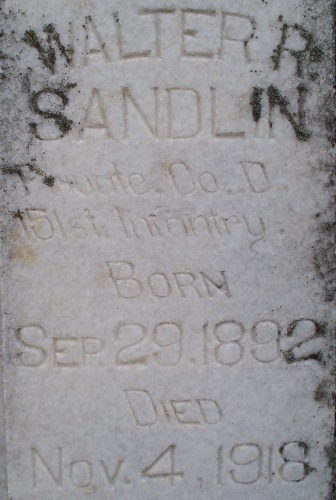 WALTER R
SANDLIN
Private Co. D
151st. Infantry.
BORN
SEP. 29. 1892
DIED
NOV. 4, 1918